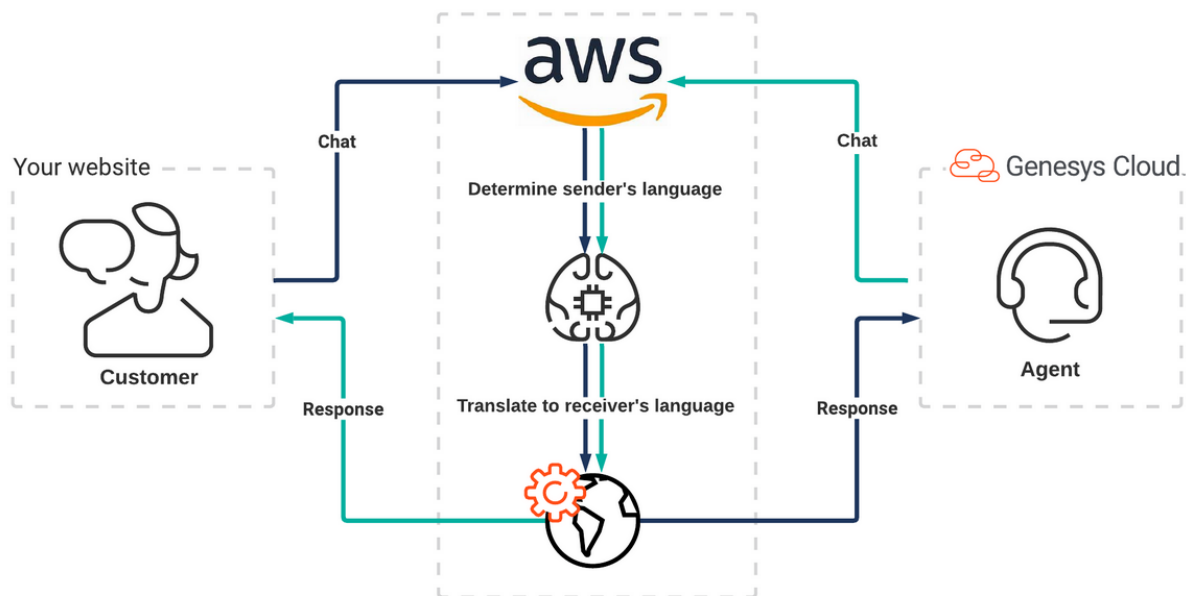 aws
Chat
Chat
Your website
Genesys Cloud
Determine sender's language
Customer
Agent
Translate to receiver's language
Response
Response